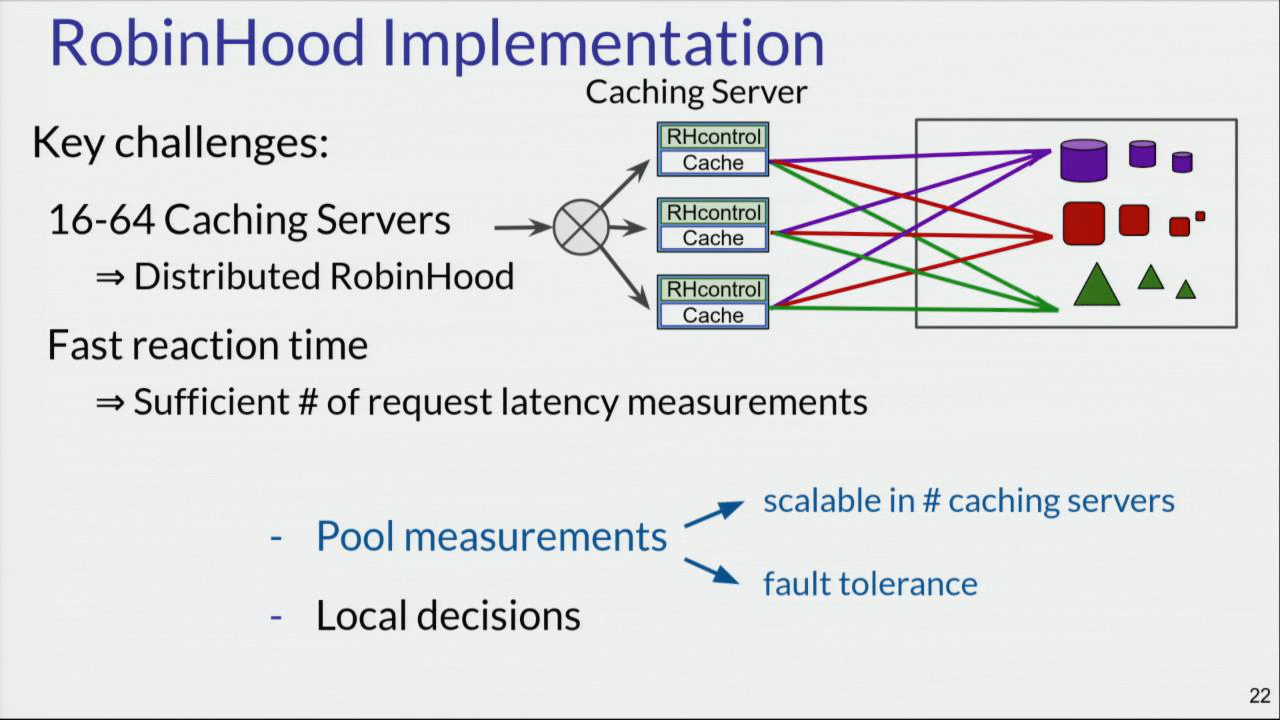 RobinHood Implementation
Caching Server
Key challenges:
16-64 Caching Servers
⇒ Distributed RobinHood
Fast reaction time
⇒ Sufficient # of request latency measurements
RHcontrol
Cache
RHcontrol
Cache
RHcontrol
Cache
- Pool measurements
scalable in # caching servers
fault tolerance
- Local decisions
22